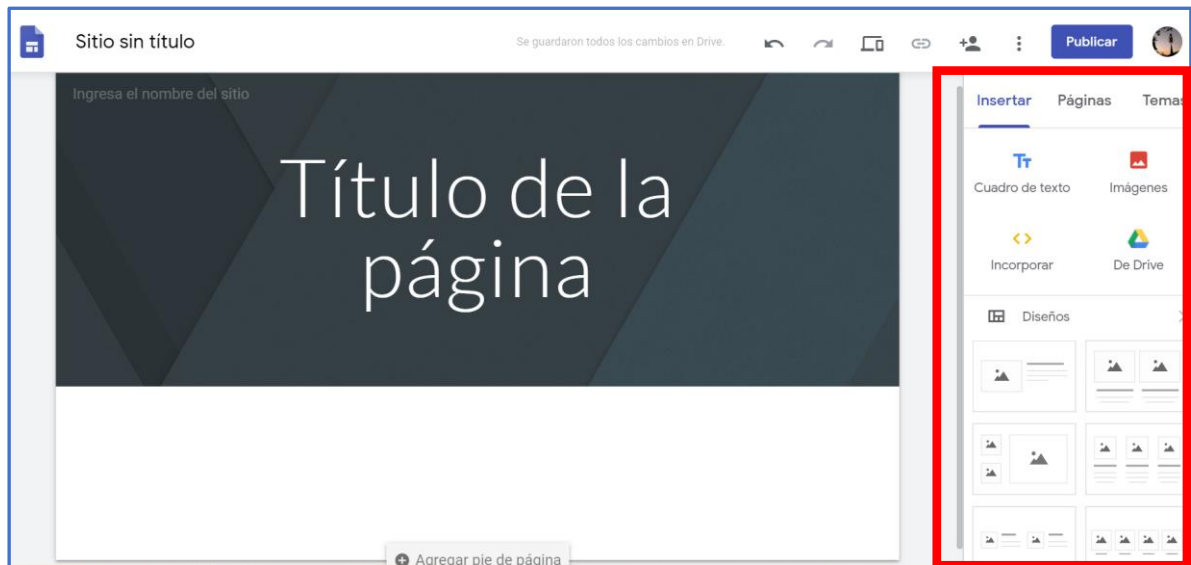 Sitio sin título
Se guardaron todos los cambios en Drive.
Publicar
Ingresa el nombre del sitio
Título de la
página
Agregar pie de página
Insertar Páginas Temas
Cuadro de texto Imágenes
Incorporar De Drive
Diseños